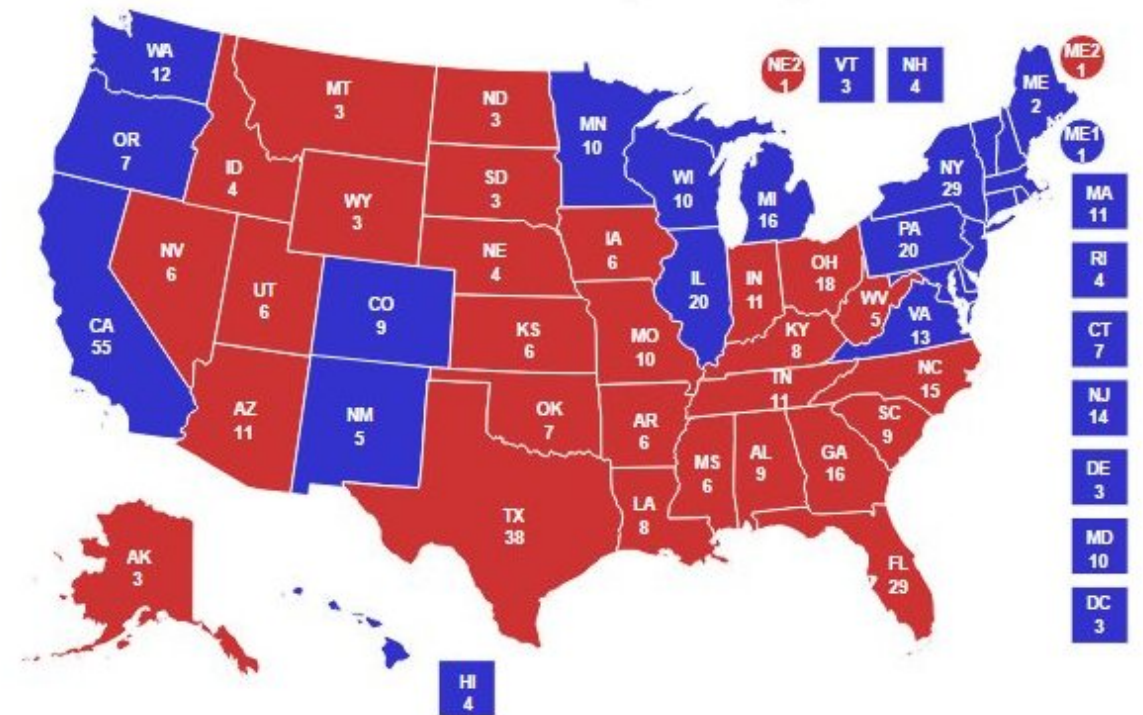 WA
12
OR
7
CA
55
NV
6
ID
4
MT
3
WY
3
UT
6
CO
9
AZ
11
NM
5
ND
3
SD
3
NE
4
KS
6
OK
7
TX
38
MN
10
IA
6
MO
10
AR
6
LA
8
WI
10
IL
20
MI
16
IN
11
OH
18
KY
8
TN
11
MS
6
AL
9
GA
16
FL
29
SC
9
NC
15
WV
5
VA
13
PA
20
NY
29
ME
2
NE2
1
VT
3
NH
4
ME2
1
ME1
1
MA
11
RI
4
CT
7
NJ
14
DE
3
MD
10
DC
3
AK
3
HI
4